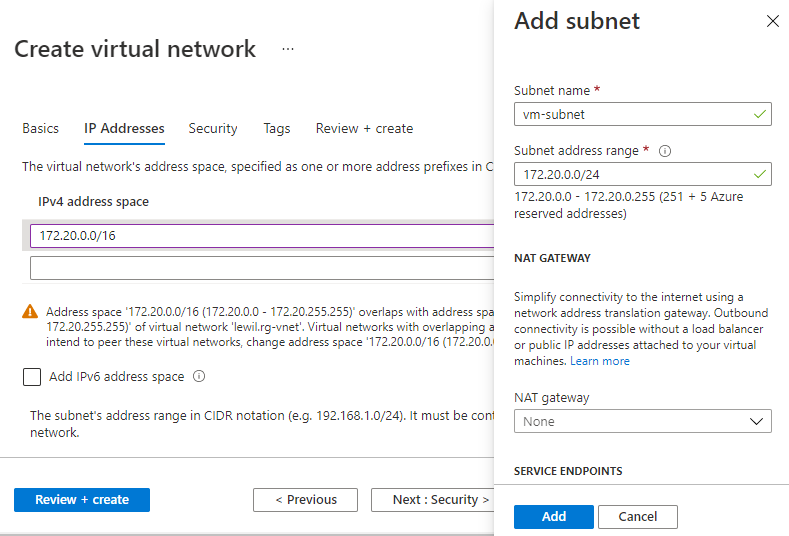 Create virtual network ...
Basics IP Addresses Security Tags Review + create
The virtual network's address space, specified as one or more address prefixes in C
IPv4 address space
172.20.0.0/16
Address space '172.20.0.0/16 (172.20.0.0 - 172.20.255.255)' overlaps with address spa
172.20.255.255)' of virtual network 'lewil.rg-vnet'. Virtual networks with overlapping a
intend to peer these virtual networks, change address space '172.20.0.0/16 (172.20.0.0
Add IPv6 address space
The subnet's address range in CIDR notation (e.g. 192.168.1.0/24). It must be cont
network.
Review + create
< Previous
Next : Security >
Add subnet
Subnet name *
vm-subnet
Subnet address range *
172.20.0.0/24
172.20.0.0 - 172.20.0.255 (251 + 5 Azure
reserved addresses)
NAT GATEWAY
Simplify connectivity to the internet using a
network address translation gateway. Outbound
connectivity is possible without a load balancer
or public IP addresses attached to your virtual
machines. Learn more
NAT gateway
None
SERVICE ENDPOINTS
Add
Cancel